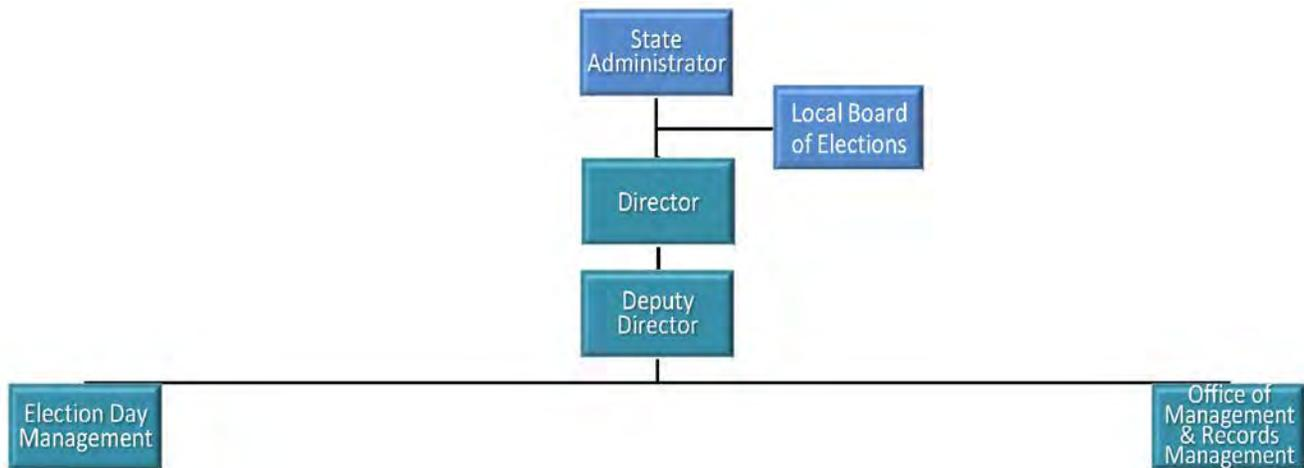 State
Administrator
Local Board
of Elections
Director
Deputy
Director
Election Day
Management
Office of
Management
& Records
Management